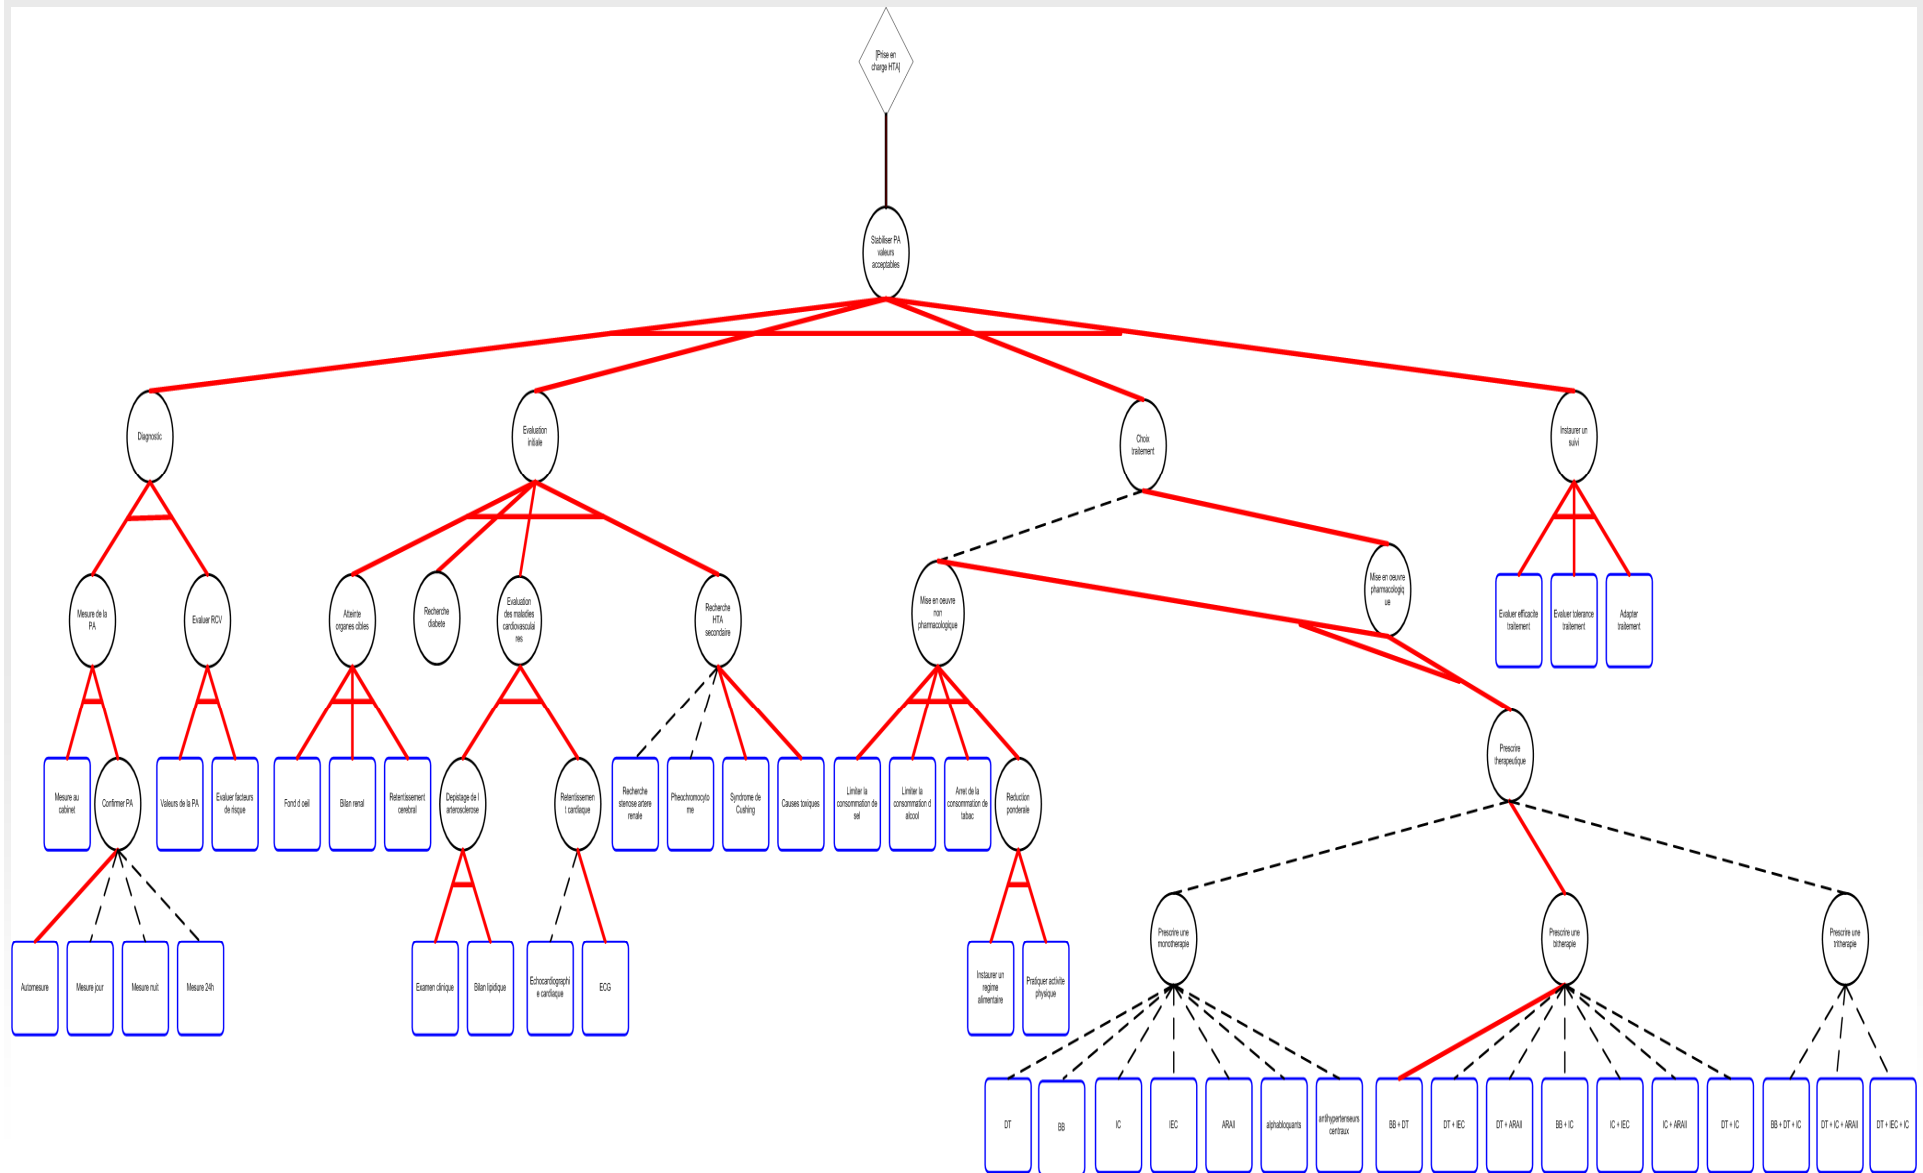 [Prise en
charge HTA]
Stabiliser PA
valeurs
acceptables
Diagnostic
Evaluation
initiale
Choix
traitement
Instaurer un
suivi
Mesure de la
PA
Evaluer RCV
Atteinte
organes cibles
Recherche
diabete
Evaluation
des maladies
cardiovasculai
res
Recherche
HTA
secondaire
Mise en oeuvre
non
pharmacologique
Mise en oeuvre
pharmacologiq
ue
Evaluer efficacite
traitement
Evaluer tolerance
traitement
Adapter
traitement
Mesure au
cabinet
Confirmer PA
Valeurs de la PA
Evaluer facteurs
de risque
Fond d oeil
Bilan renal
Retentissement
cerebral
Depistage de l
arterosclerose
Retentissemen
t cardiaque
Recherche
stenose artere
renale
Pheochromocyto
me
Syndrome de
Cushing
Causes toxiques
Limiter la
consommation de
sel
Limiter la
consommation d
alcool
Arret de la
consommation de
tabac
Reduction
ponderale
Prescrire
therapeutique
Automesure
Mesure jour
Mesure nuit
Mesure 24h
Examen clinique
Bilan lipidique
Echocardiographi
e cardiaque
ECG
Instaurer un
regime
alimentaire
Pratiquer activite
physique
Prescrire une
monotherapie
Prescrire une
bitherapie
Prescrire une
tritherapie
DT
BB
IC
IEC
ARAII
alphabloquants
antihypertenseurs
centraux
BB + DT
DT + IEC
DT + ARAII
BB + IC
IC + IEC
IC + ARAII
DT + IC
BB + DT + IC
DT + IC + ARAII
DT + IEC + IC